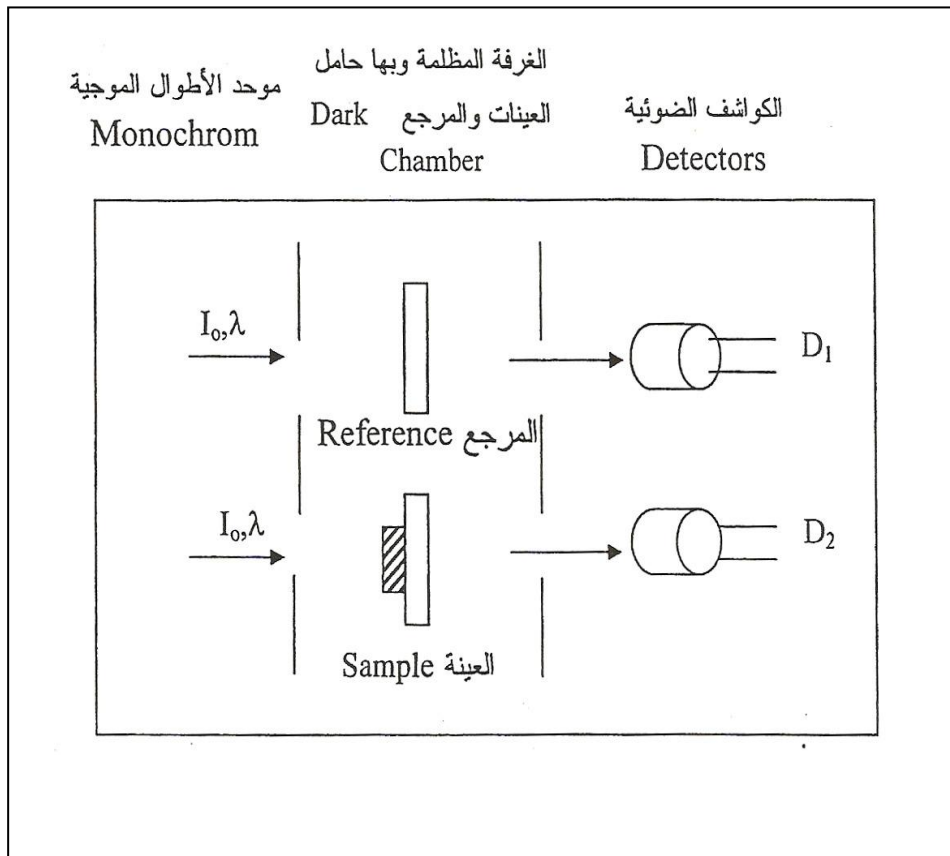 موحد الأطوال الموجية
Monochrom
الغرفة المظلمة وبها حامل
العينات والمرجع Dark
Chamber
الكواشف الضوئية
Detectors
I₀,λ
D₁
Reference المرجع
I₀,λ
D₂
Sample العينة